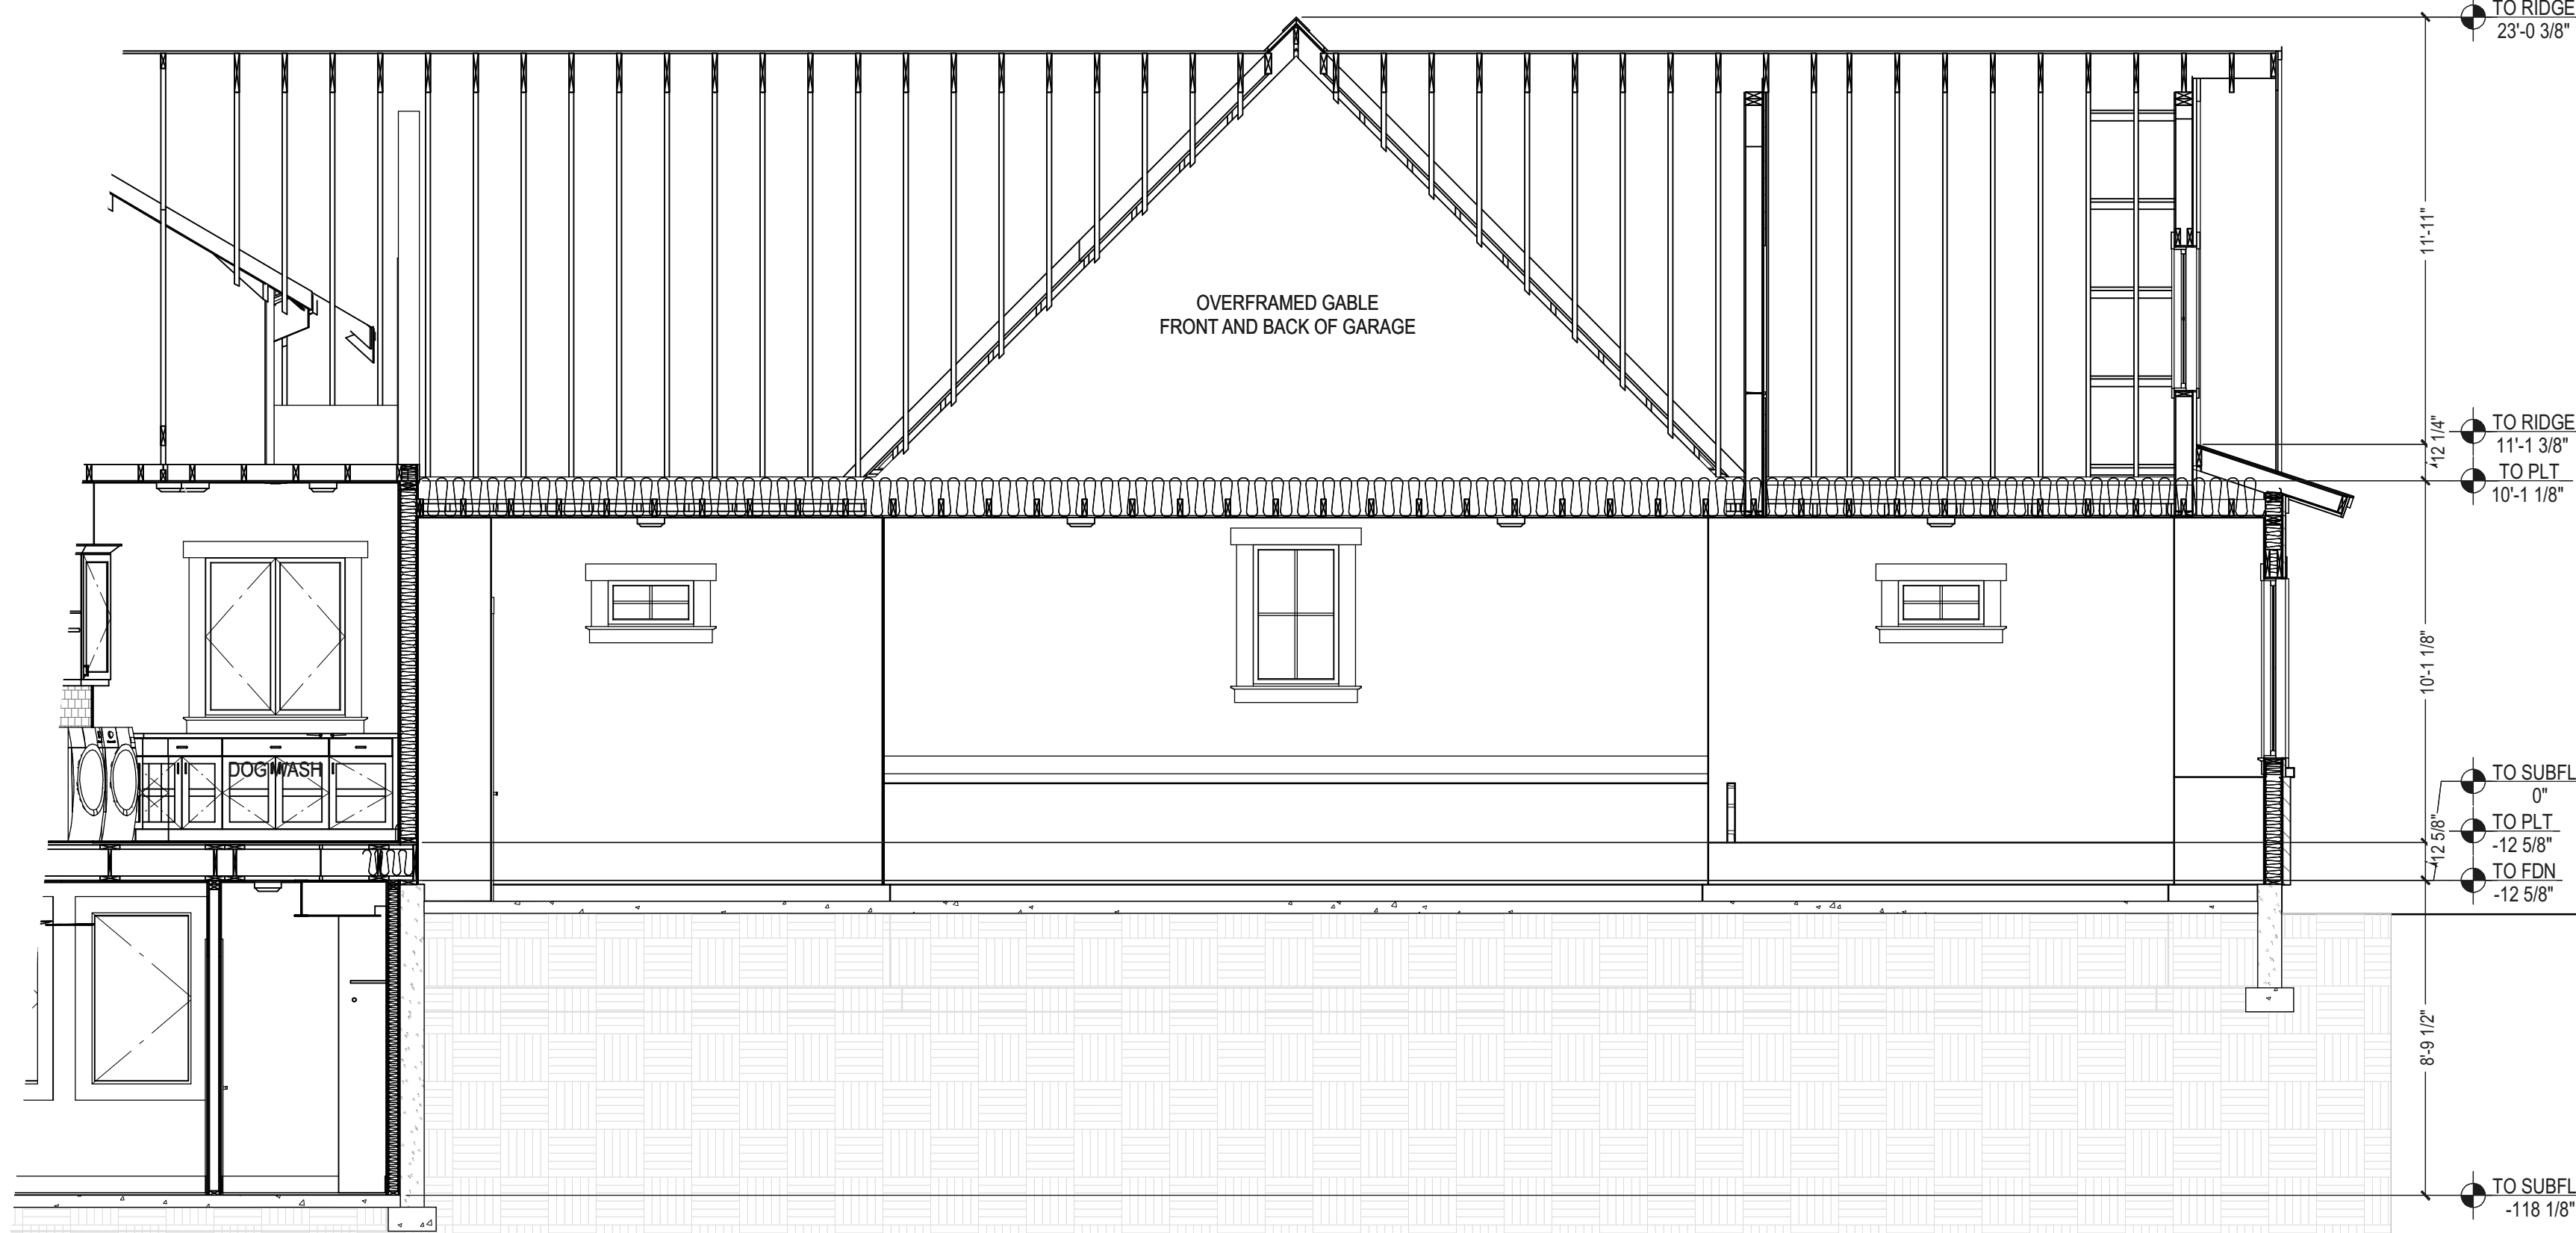 TO RIDGE
23'-0 3/8"
11'-11"
OVERFRAMED GABLE
FRONT AND BACK OF GARAGE
12 1/4"
TO RIDGE
11'-1 3/8"
TO PLT
10'-1 1/8"
10'-1 1/8"
DOG WASH
TO SUBFL
0"
TO PLT
-12 5/8"
12 5/8"
TO FDN
-12 5/8"
8'-9 1/2"
TO SUBFL
-118 1/8"